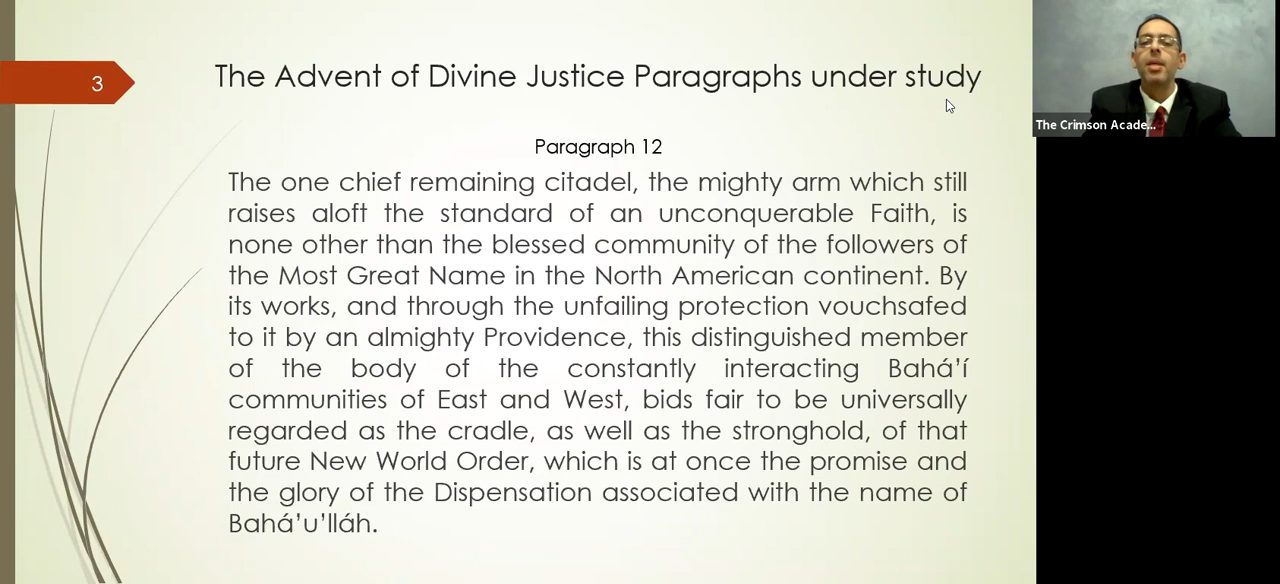 3
The Advent of Divine Justice Paragraphs under study
The Crimson Acade...
Paragraph 12
The one chief remaining citadel, the mighty arm which still
raises aloft the standard of an unconquerable Faith, is
none other than the blessed community of the followers of
the Most Great Name in the North American continent. By
its works, and through the unfailing protection vouchsafed
to it by an almighty Providence, this distinguished member
of the body of the constantly interacting Bahá’í
communities of East and West, bids fair to be universally
regarded as the cradle, as well as the stronghold, of that
future New World Order, which is at once the promise and
the glory of the Dispensation associated with the name of
Bahá’u’lláh.